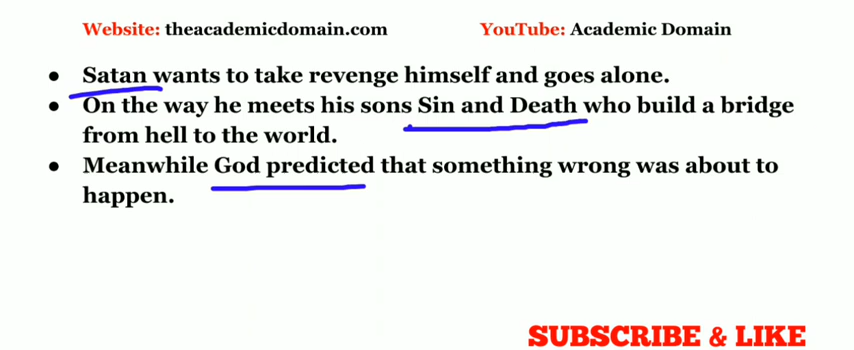 Website: theacademicdomain.com YouTube: Academic Domain
● Satan wants to take revenge himself and goes alone.
● On the way he meets his sons Sin and Death who build a bridge
from hell to the world.
● Meanwhile God predicted that something wrong was about to
happen.
SUBSCRIBE & LIKE